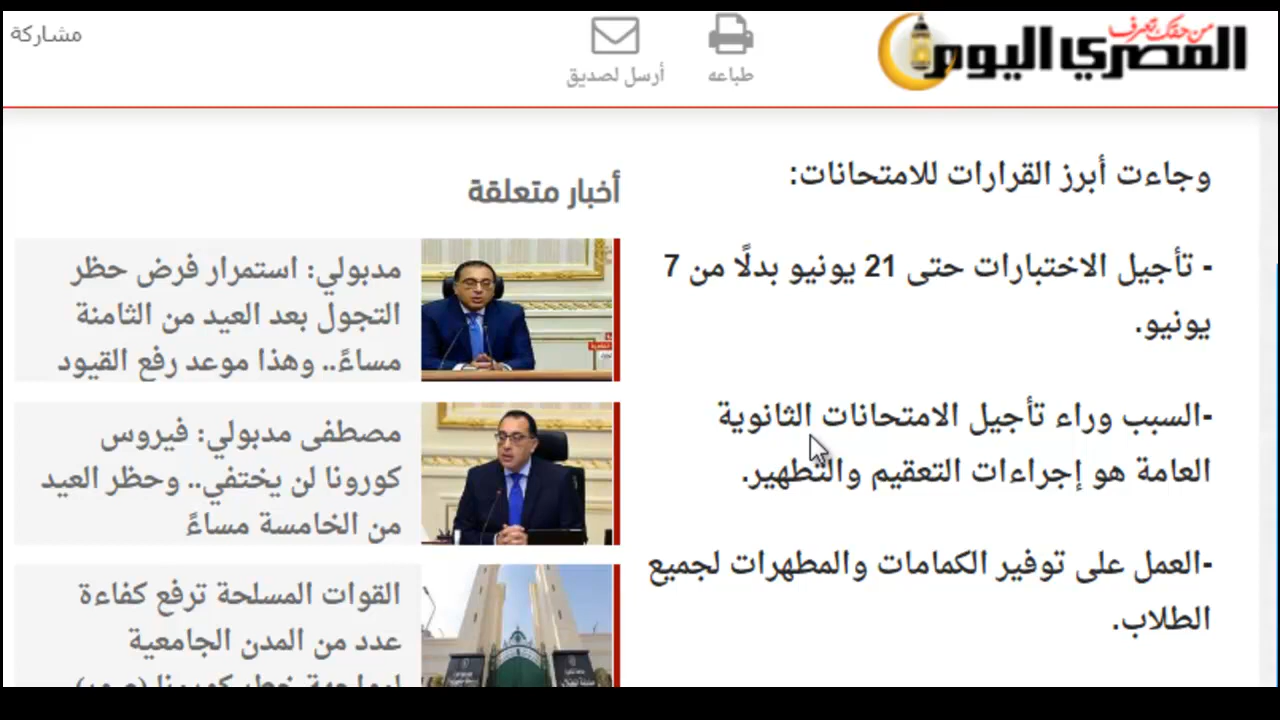 من حقك تعرف
المصري اليوم
طباعه
أرسل لصديق
مشاركة
وجاءت أبرز القرارات للامتحانات:
- تأجيل الاختبارات حتى 21 يونيو بدلًا من 7
يونيو.
-السبب وراء تأجيل الامتحانات الثانوية
العامة هو إجراءات التعقيم والتطهير.
-العمل على توفير الكمامات والمطهرات لجميع
الطلاب.
أخبار متعلقة
مدبولي: استمرار فرض حظر
التجول بعد العيد من الثامنة
مساءً.. وهذا موعد رفع القيود
مصطفى مدبولي: فيروس
كورونا لن يختفي.. وحظر العيد
من الخامسة مساءً
القوات المسلحة ترفع كفاءة
عدد من المدن الجامعية